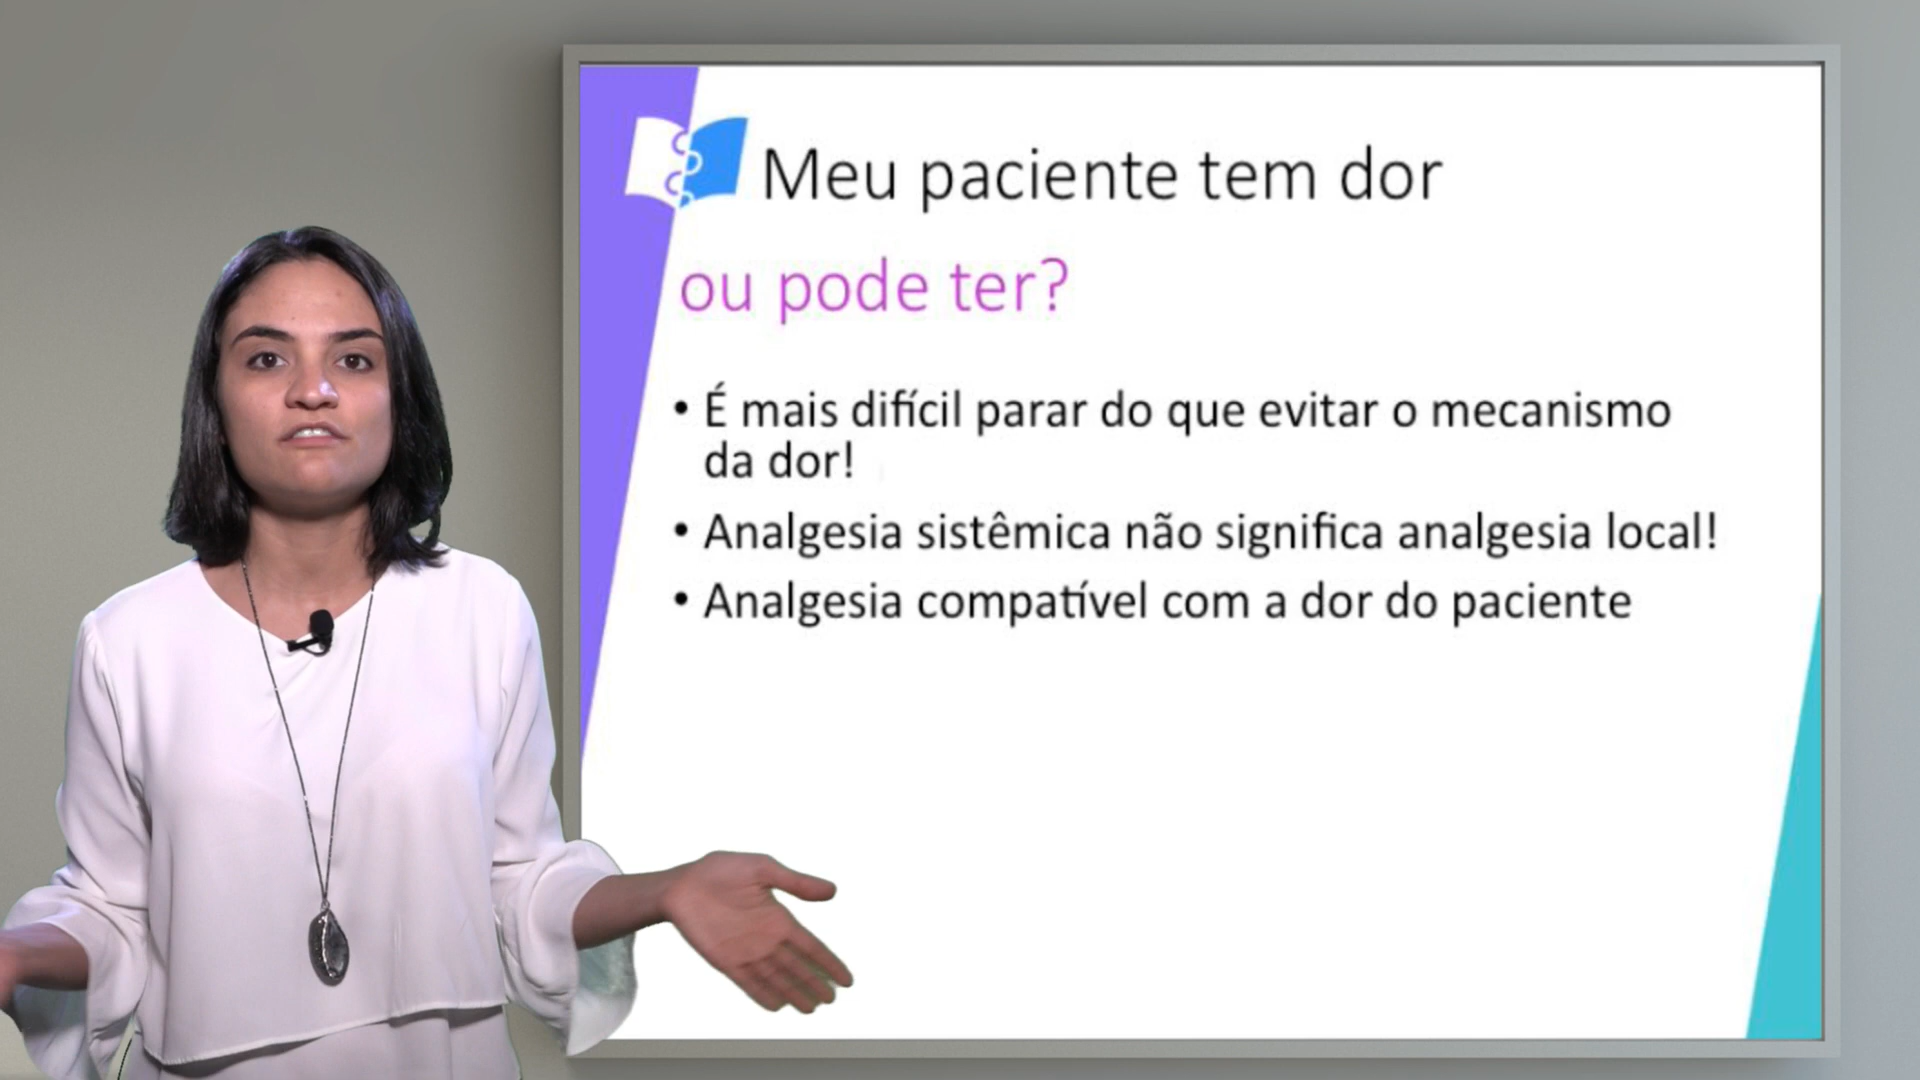 Meu paciente tem dor
ou pode ter?
• É mais difícil parar do que evitar o mecanismo
da dor!
• Analgesia sistêmica não significa analgesia local!
• Analgesia compatível com a dor do paciente